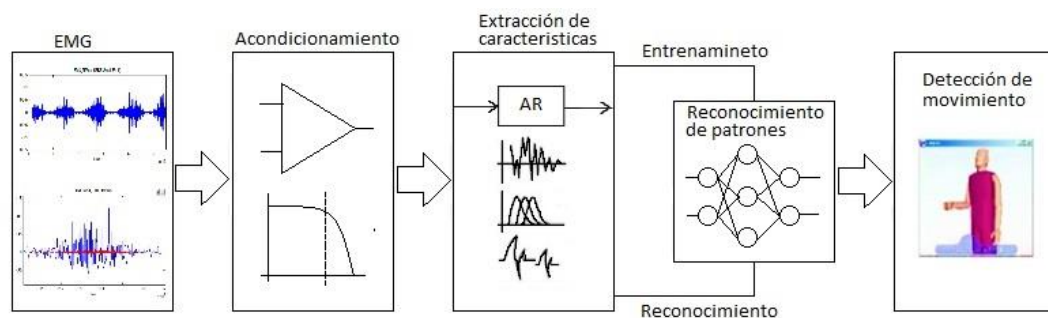 EMG
Acondicionamiento
Extracción de
caracteristicas
AR
Entrenamineto
Reconocimiento
de patrones
Reconocimiento
Detección de
movimiento